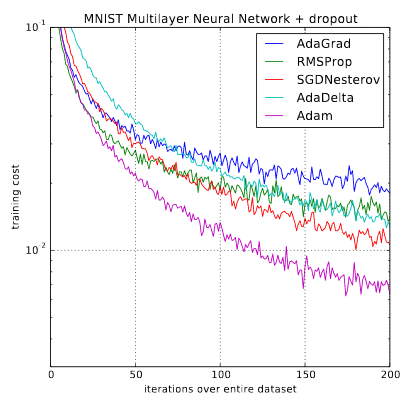 MNIST Multilayer Neural Network + dropout
AdaGrad
RMSProp
SGDNesterov
AdaDelta
Adam
10^-1
10^-2
training cost
0 50 100 150 200
iterations over entire dataset